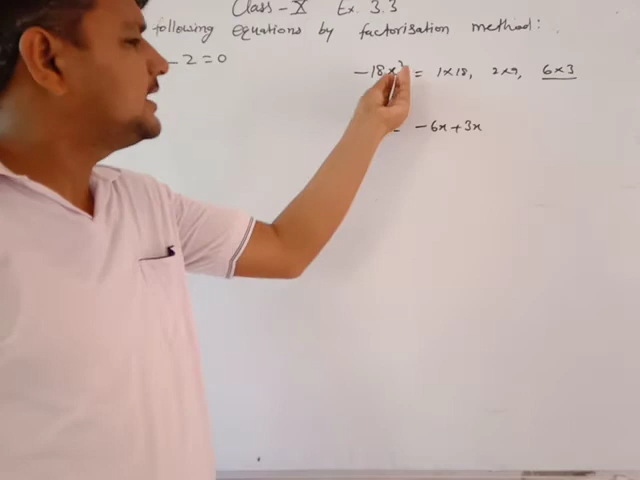 Class - X Ex. 3.3
following equations by factorisation method :
- 2 = 0
- 18x² = 1 x 18, 2 x 9, 6 x 3
- 6x + 3x